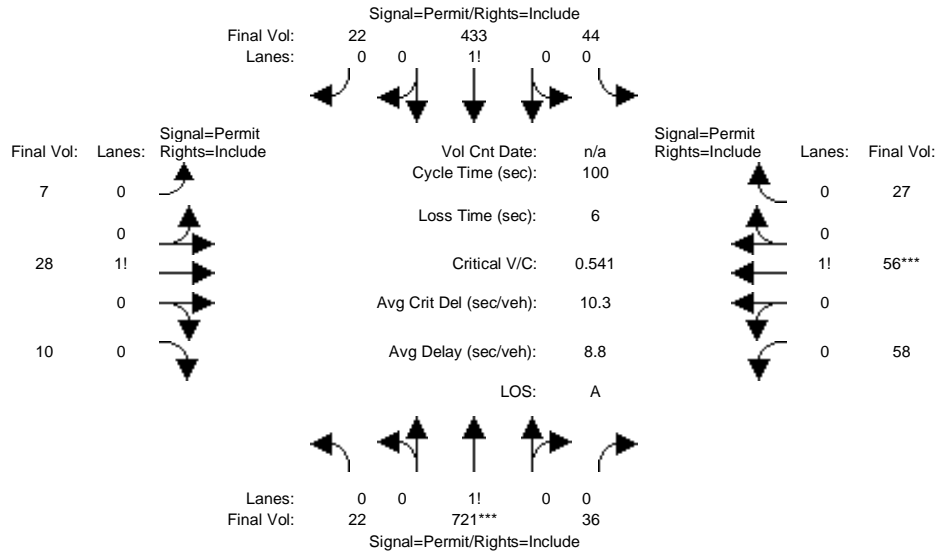 Signal=Permit/Rights=Include
Final Vol: 22 433 44
Lanes: 0 0 1! 0 0
Signal=Permit
Final Vol: Lanes: Rights=Include
Vol Cnt Date: n/a
Signal=Permit
Rights=Include Lanes: Final Vol:
Cycle Time (sec): 100
7 0
0 27
Loss Time (sec): 6
0
0
28 1!
Critical V/C: 0.541
1! 56***
0
Avg Crit Del (sec/veh): 10.3
0
10 0
Avg Delay (sec/veh): 8.8
0 58
LOS: A
Lanes: 0 0 1! 0 0
Final Vol: 22 721*** 36
Signal=Permit/Rights=Include